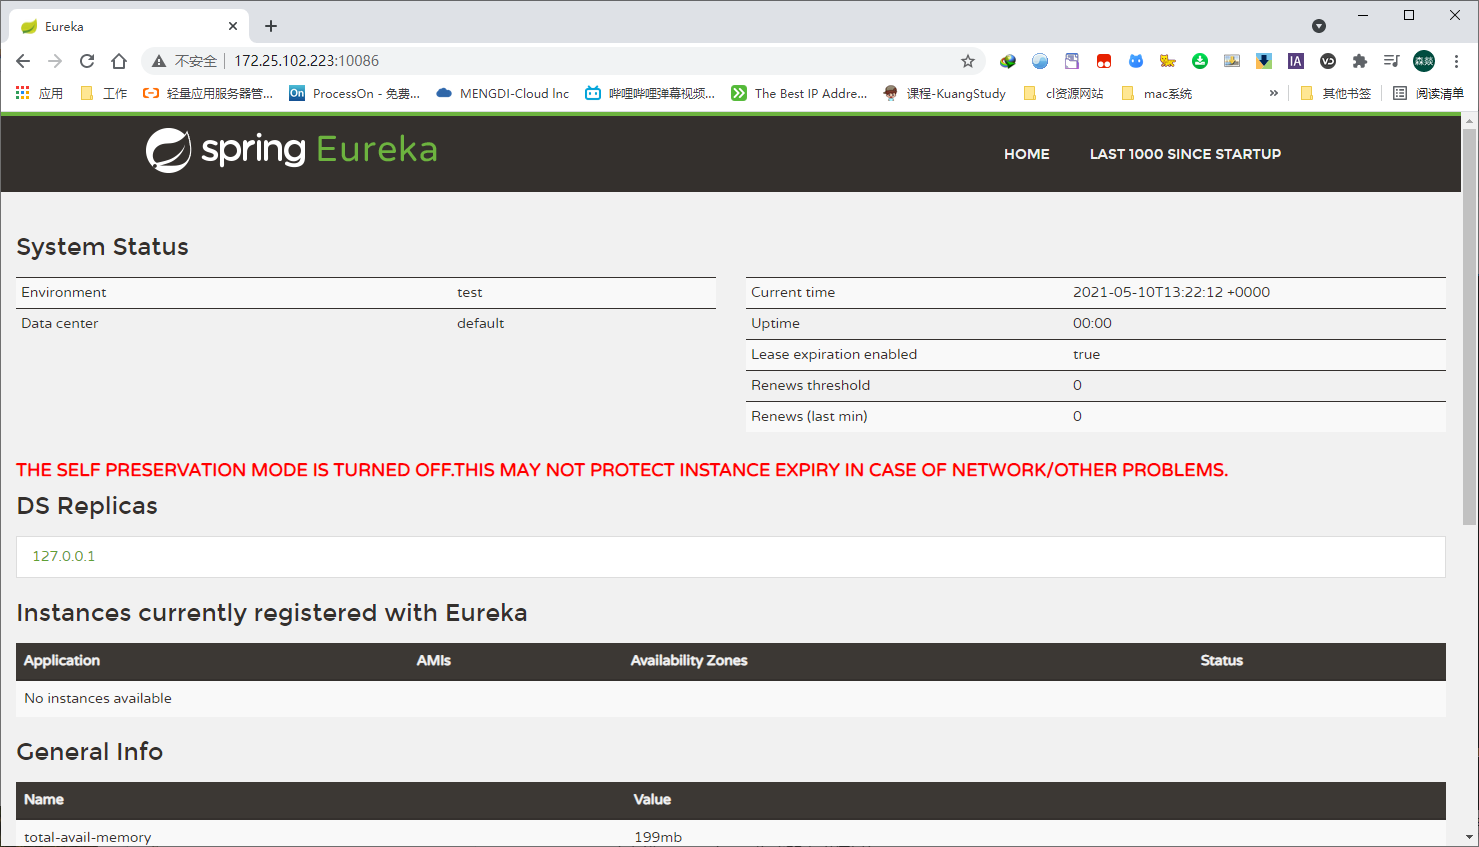 Eureka
不安全 172.25.102.223:10086
应用 工作 轻量应用服务器管... ProcessOn - 免费... MENGDI-Cloud Inc 哔哩哔哩弹幕视频... The Best IP Addre... 课程-KuangStudy cl资源网站 mac系统 » 其他书签 阅读清单
spring Eureka HOME LAST 1000 SINCE STARTUP
System Status
Environment test
Data center default
Current time 2021-05-10T13:22:12 +0000
Uptime 00:00
Lease expiration enabled true
Renews threshold 0
Renews (last min) 0
THE SELF PRESERVATION MODE IS TURNED OFF.THIS MAY NOT PROTECT INSTANCE EXPIRY IN CASE OF NETWORK/OTHER PROBLEMS.
DS Replicas
127.0.0.1
Instances currently registered with Eureka
Application AMIs Availability Zones Status
No instances available
General Info
Name Value
total-avail-memory 199mb